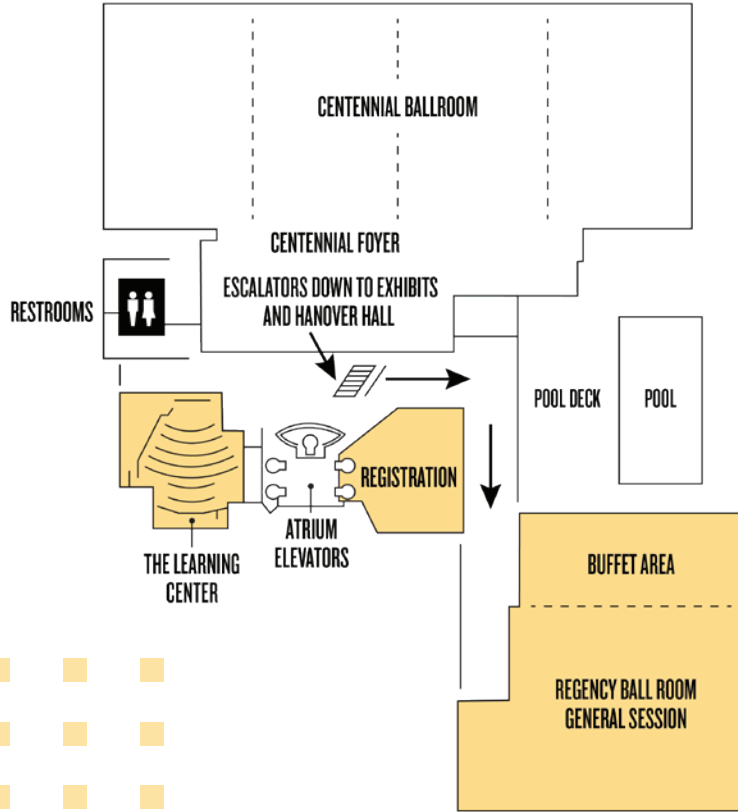 CENTENNIAL BALLROOM
CENTENNIAL FOYER
ESCALATORS DOWN TO EXHIBITS
AND HANOVER HALL
RESTROOMS
POOL DECK
POOL
REGISTRATION
ATRIUM
ELEVATORS
THE LEARNING
CENTER
BUFFET AREA
REGENCY BALL ROOM
GENERAL SESSION